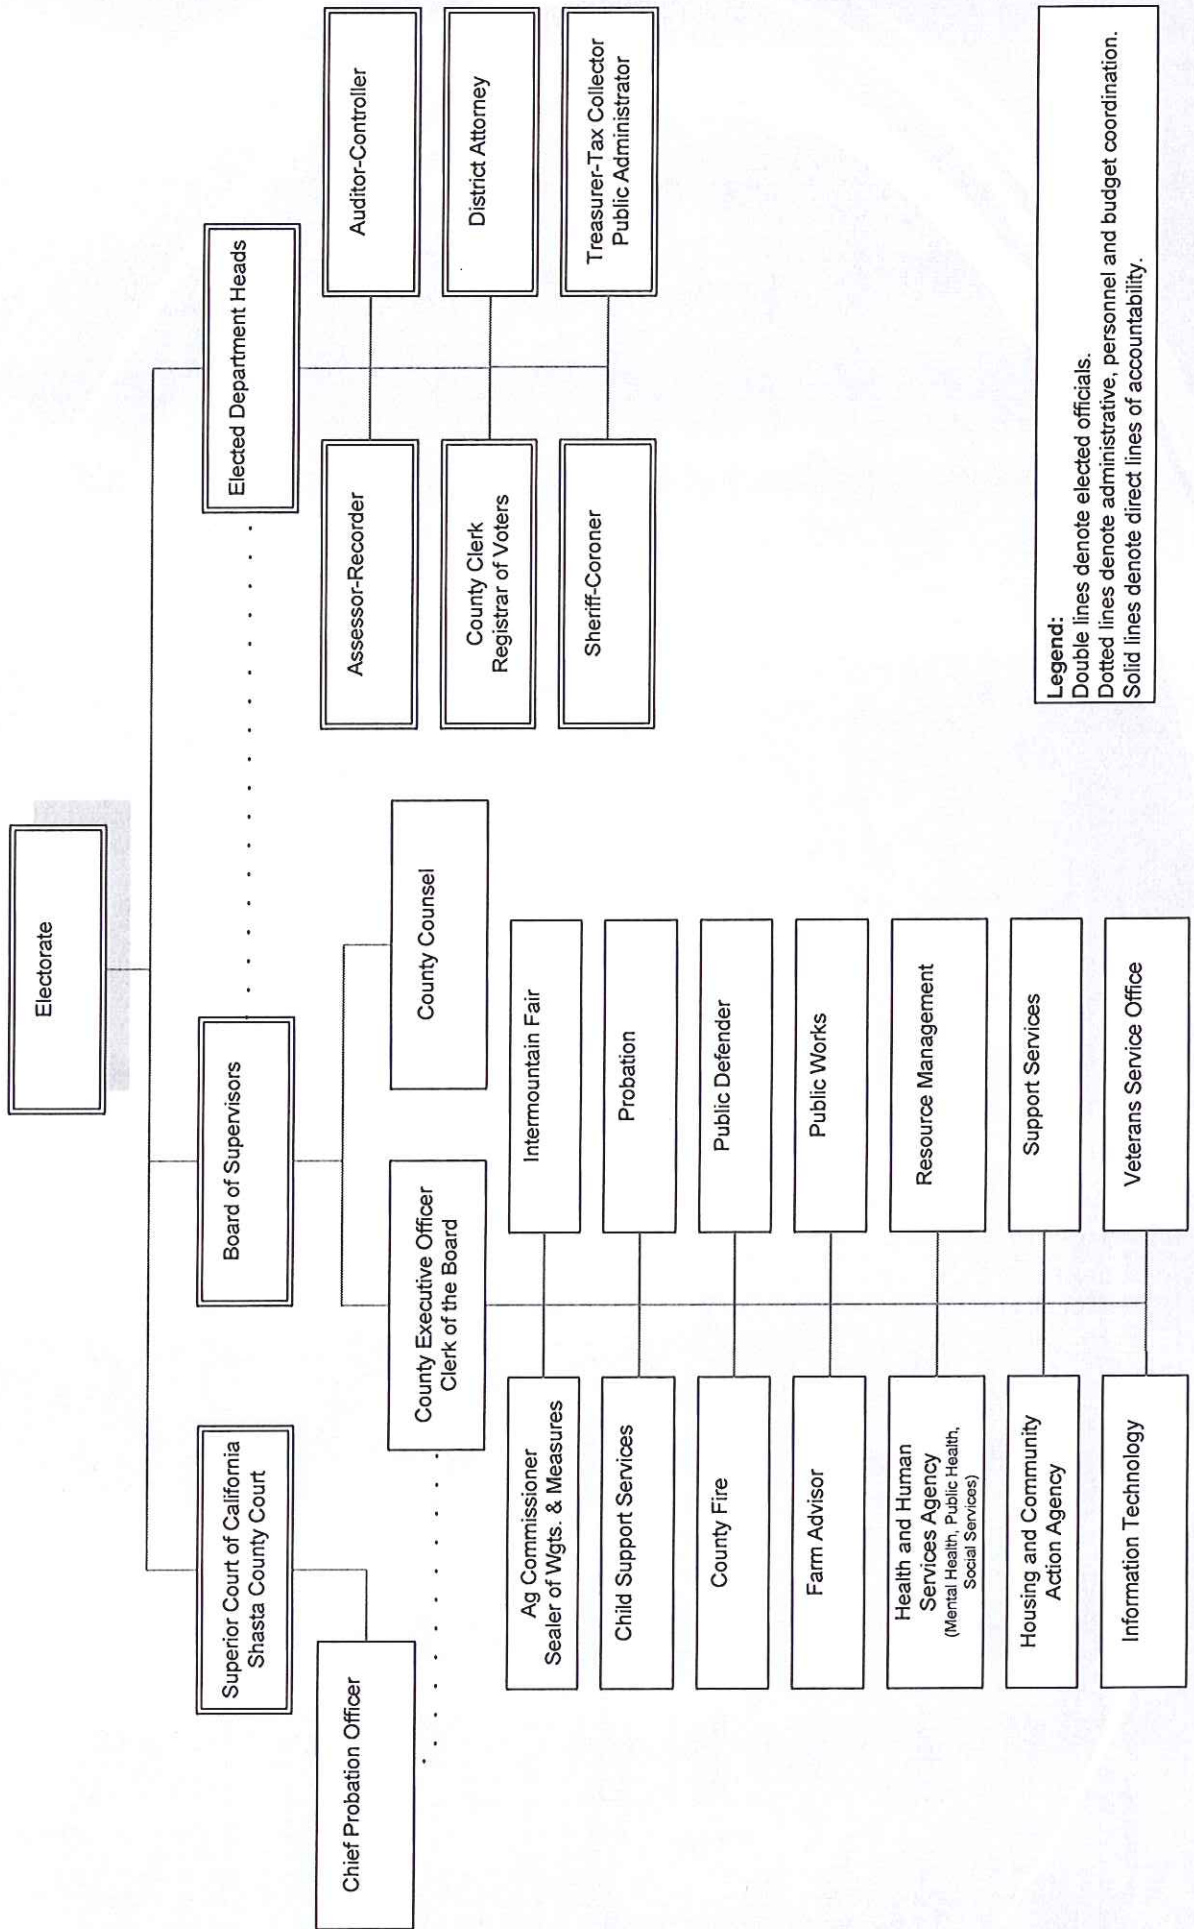 Electorate
Superior Court of California
Shasta County Court
Board of Supervisors
Elected Department Heads
Chief Probation Officer
County Executive Officer
Clerk of the Board
County Counsel
Assessor-Recorder
Auditor-Controller
County Clerk
Registrar of Voters
District Attorney
Sheriff-Coroner
Treasurer-Tax Collector
Public Administrator
Ag Commissioner
Sealer of Wgts. & Measures
Intermountain Fair
Child Support Services
Probation
County Fire
Public Defender
Farm Advisor
Public Works
Health and Human
Services Agency
(Mental Health, Public Health,
Social Services)
Resource Management
Housing and Community
Action Agency
Support Services
Information Technology
Veterans Service Office
Legend:
Double lines denote elected officials.
Dotted lines denote administrative, personnel and budget coordination.
Solid lines denote direct lines of accountability.